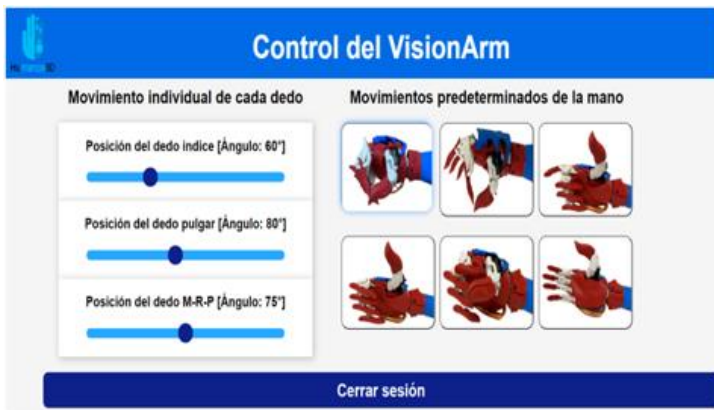 Control del VisionArm
Movimiento individual de cada dedo
Posición del dedo indice [Ángulo: 60°]
Posición del dedo pulgar [Ángulo: 80°]
Posición del dedo M-R-P [Ángulo: 75°]
Movimientos predeterminados de la mano
Cerrar sesión